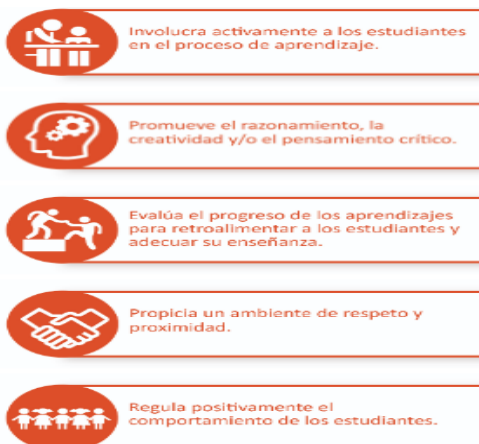 Involucra activamente a los estudiantes
en el proceso de aprendizaje.
Promueve el razonamiento, la
creatividad y/o el pensamiento crítico.
Evalúa el progreso de los aprendizajes
para retroalimentar a los estudiantes y
adecuar su enseñanza.
Propicia un ambiente de respeto y
proximidad.
Regula positivamente el
comportamiento de los estudiantes.